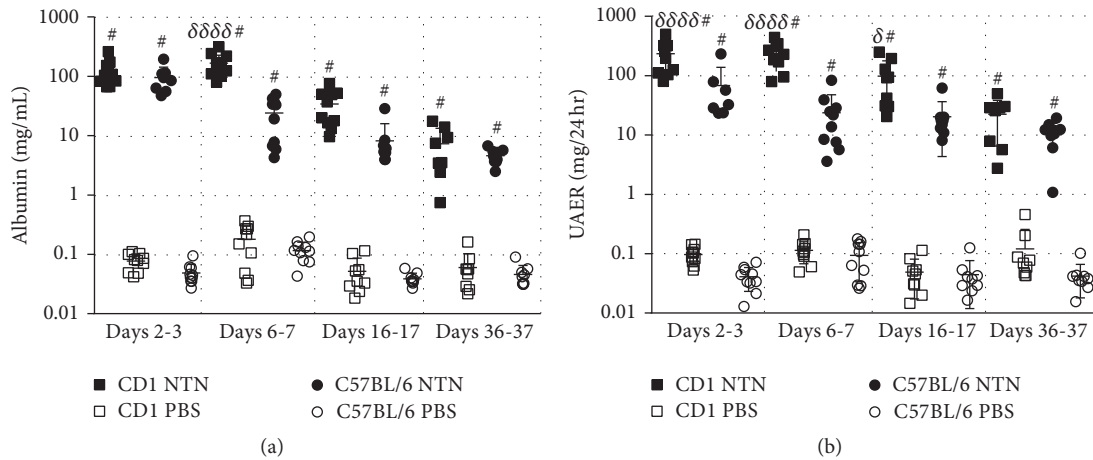 1000
100
10
1
0.1
0.01
Albumin (mg/mL)
#
#
δδδδ #
#
#
#
#
#
Days 2-3
Days 6-7
Days 16-17
Days 36-37
CD1 NTN
C57BL/6 NTN
CD1 PBS
C57BL/6 PBS
(a)
1000
100
10
1
0.1
0.01
UAER (mg/24 hr)
δδδδ #
#
δδδδ #
#
δ #
#
#
#
Days 2-3
Days 6-7
Days 16-17
Days 36-37
CD1 NTN
C57BL/6 NTN
CD1 PBS
C57BL/6 PBS
(b)